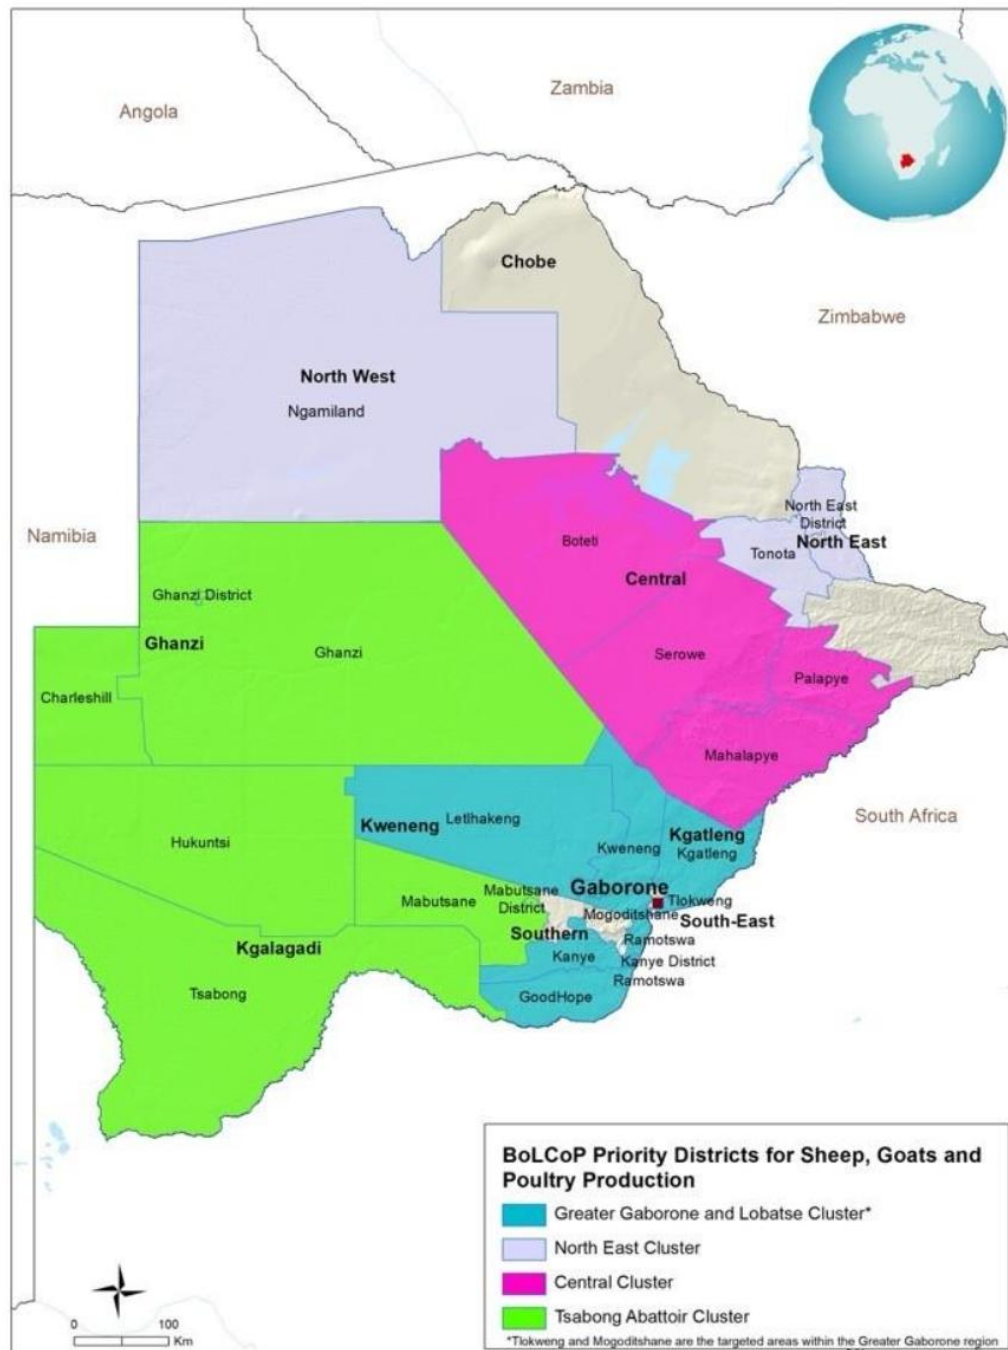 Angola
Zambia
Chobe
Zimbabwe
North West
Ngamiland
North East
District
North East
Namibia
Boteti
Tonota
Central
Ghanzi District
Ghanzi
Ghanzi
Serowe
Charleshill
Palapye
Mahalapye
South Africa
Letlhakeng
Kweneng
Kgatleng
Hukuntsi
Kweneng
Kgatleng
Gaborone
Mabutsane
District
Mabutsane
Tlokweng
Mogoditshane
South-East
Southern
Ramotswa
Kgalagadi
Kanye
Kanye District
Ramotswa
Tsabong
GoodHope
BoLCoP Priority Districts for Sheep, Goats and
Poultry Production
Greater Gaborone and Lobatse Cluster*
North East Cluster
Central Cluster
Tsabong Abattoir Cluster
*Tlokweng and Mogoditshane are the targeted areas within the Greater Gaborone region
0 100
Km